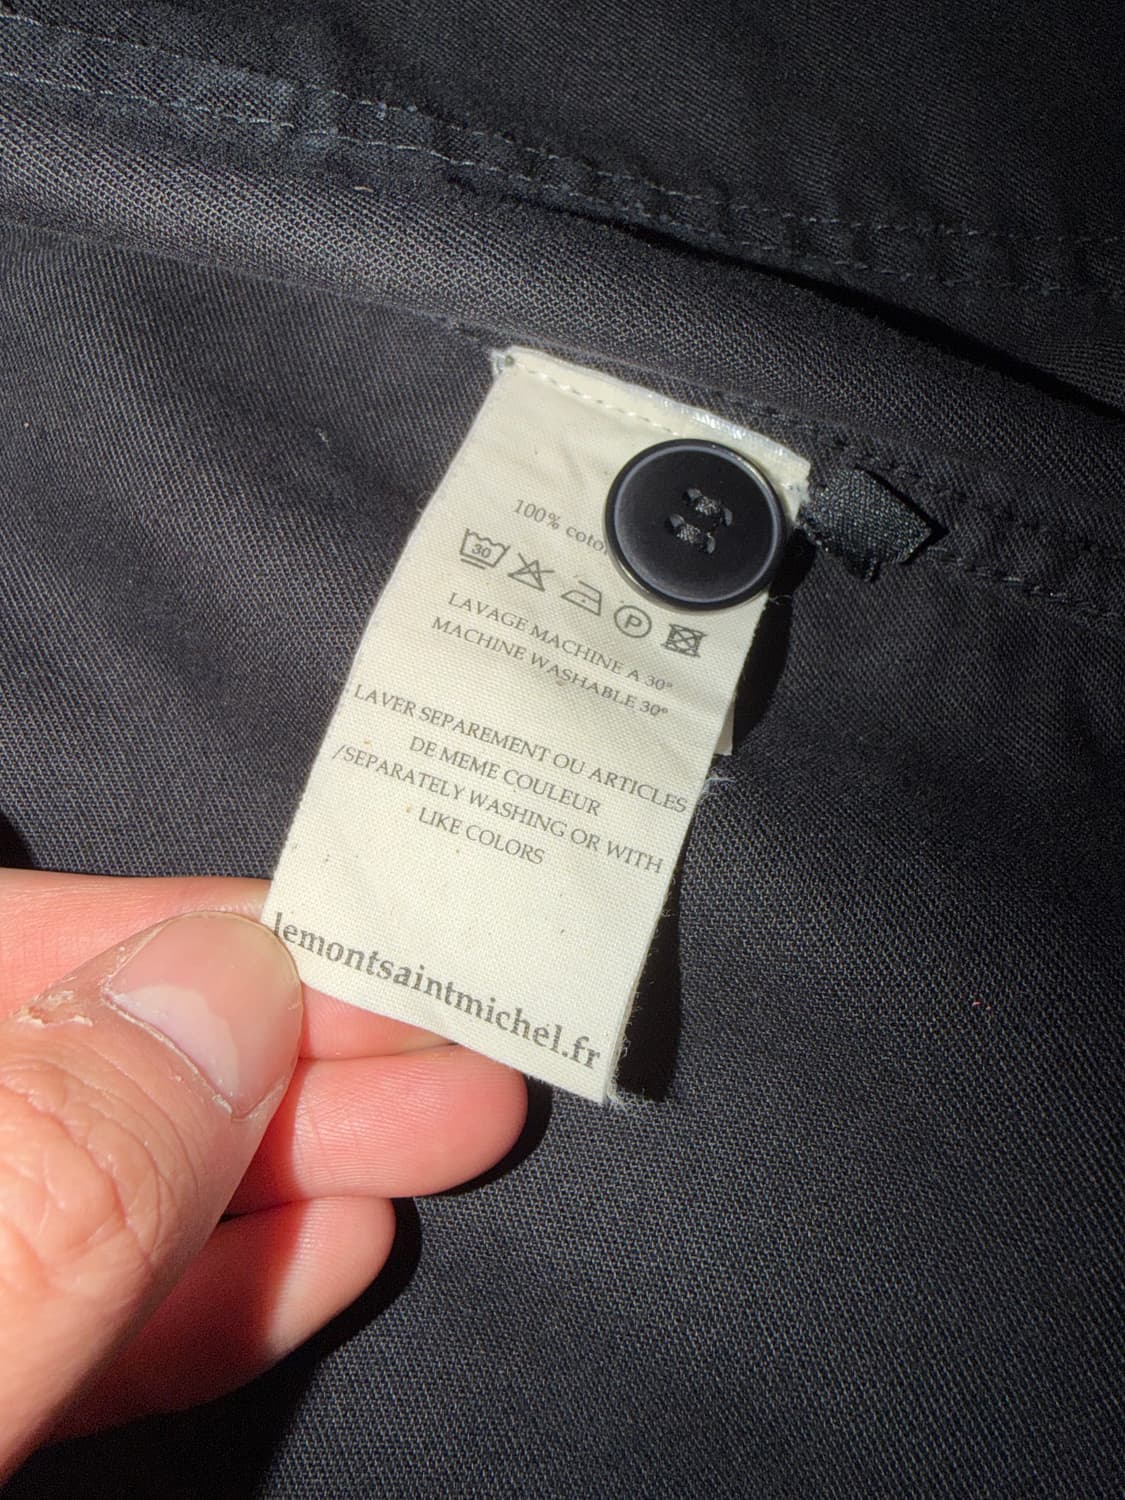 100% coton
30
P
LAVAGE MACHINE A 30°
MACHINE WASHABLE 30°
LAVER SEPAREMENT OU ARTICLES
DE MEME COULEUR
/SEPARATELY WASHING OR WITH
LIKE COLORS
lemontsaintmichel.fr